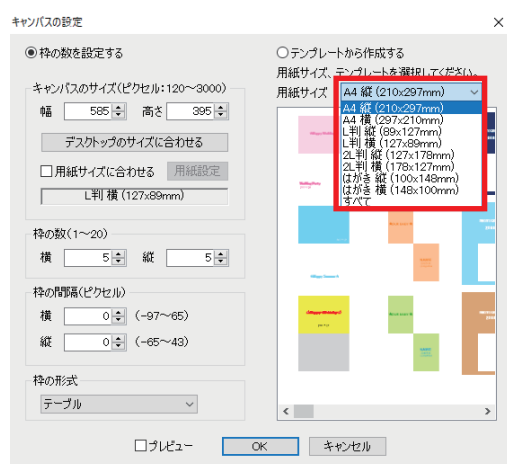 キャンバスの設定
枠の数を設定する
キャンバスのサイズ(ピクセル:120～3000)
幅 585 高さ 395
デスクトップのサイズに合わせる
用紙サイズに合わせる 用紙設定
L判 横 (127x89mm)
枠の数(1～20)
横 5 縦 5
枠の間隔(ピクセル)
横 0 (-97～65)
縦 0 (-65～43)
枠の形式
テーブル
テンプレートから作成する
用紙サイズ、テンプレートを選択してください。
用紙サイズ A4 縦 (210x297mm)
A4 縦 (210x297mm)
A4 横 (297x210mm)
L判 縦 (89x127mm)
L判 横 (127x89mm)
2L判 縦 (127x178mm)
2L判 横 (178x127mm)
はがき 縦 (100x148mm)
はがき 横 (148x100mm)
すべて
プレビュー OK キャンセル